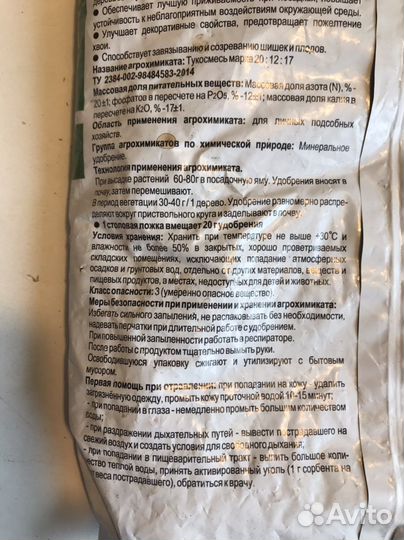 ● Обеспечивает лучшую приживаемость при
устойчивость к неблагоприятным воздействиям окружающей среды.
● Улучшает декоративные свойства, предотвращает пожелтение
хвои.
● Способствует завязыванию и созреванию шишек и плодов.
Название агрохимиката: Тукосмесь марка 20 : 12 : 17
ТУ 2384-002-98484583-2014
Массовая доля питательных веществ: Массовая доля азота (N), % -
20±1; фосфатов в пересчете на P2O5, % -12±1; массовая доля калия в
пересчете на K2O, % -17±1.
Область применения агрохимиката: для личных подсобных
хозяйств.
Группа агрохимикатов по химической природе: Минеральное
удобрение.
Технология применения агрохимиката.
При высадке растений 60-80г в посадочную яму. Удобрения вносят в
почву, затем перемешивают.
В период вегетации 30-40 г / 1 дерево. Удобрение равномерно распре-
деляют вокруг приствольного круга и заделывают в почву.
● 1 столовая ложка вмещает 20 г удобрения
Условия хранения: Хранить при температуре не выше +30°C и
влажности не более 50% в закрытых, хорошо проветриваемых
складских помещениях, исключающих попадание атмосферных
осадков и грунтовых вод, отдельно от других материалов, веществ и
пищевых продуктов, а местах, недоступных для детей и животных.
Класс опасности: 3 (умеренно опасное вещество).
Меры безопасности при применении и хранении агрохимиката:
Избегать сильного запыления, не распаковывать без необходимости,
надевать перчатки при длительной работе с удобрением.
При повышенной запыленности работать в респираторе.
После работы с продуктом тщательно вымыть руки.
Освободившуюся упаковку сжигают и утилизируют с бытовым
мусором.
Первая помощь при отравлении: при попадании на кожу - удалить
загрязнённую одежду, промыть кожу проточной водой 10-15 минут;
- при попадании в глаза - немедленно промыть большим количеством
воды;
- при раздражении дыхательных путей - вывести пострадавшего на
свежий воздух и создать условия для свободного дыхания;
- при попадании в пищеварительный тракт - выпить большое коли-
чество теплой воды, принять активированный уголь (1 г сорбента на
вес пострадавшего), обратиться к врачу.
Avito